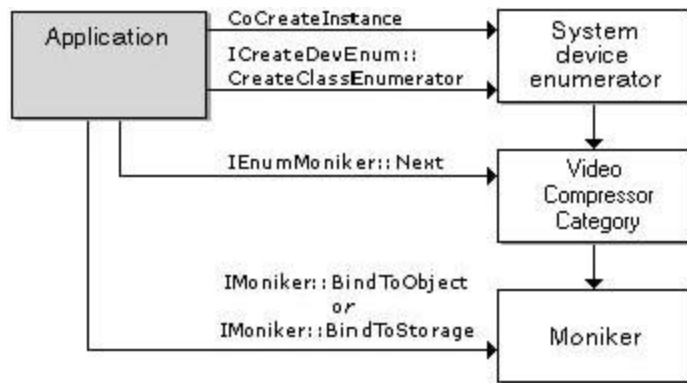 Application
CoCreateInstance
ICreateDevEnum::
CreateClassEnumerator
System
device
enumerator
IEnumMoniker::Next
Video
Compressor
Category
IMoniker::BindToObject
or
IMoniker::BindToStorage
Moniker